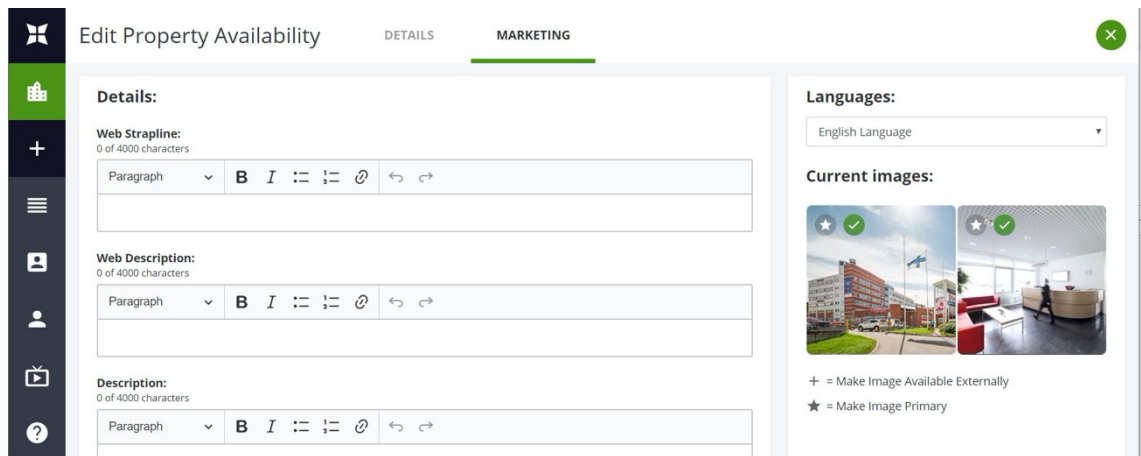 Edit Property Availability
DETAILS
MARKETING
Details:
Web Strapline:
0 of 4000 characters
Paragraph
Web Description:
0 of 4000 characters
Paragraph
Description:
0 of 4000 characters
Paragraph
Languages:
English Language
Current images:
+ = Make Image Available Externally
★ = Make Image Primary